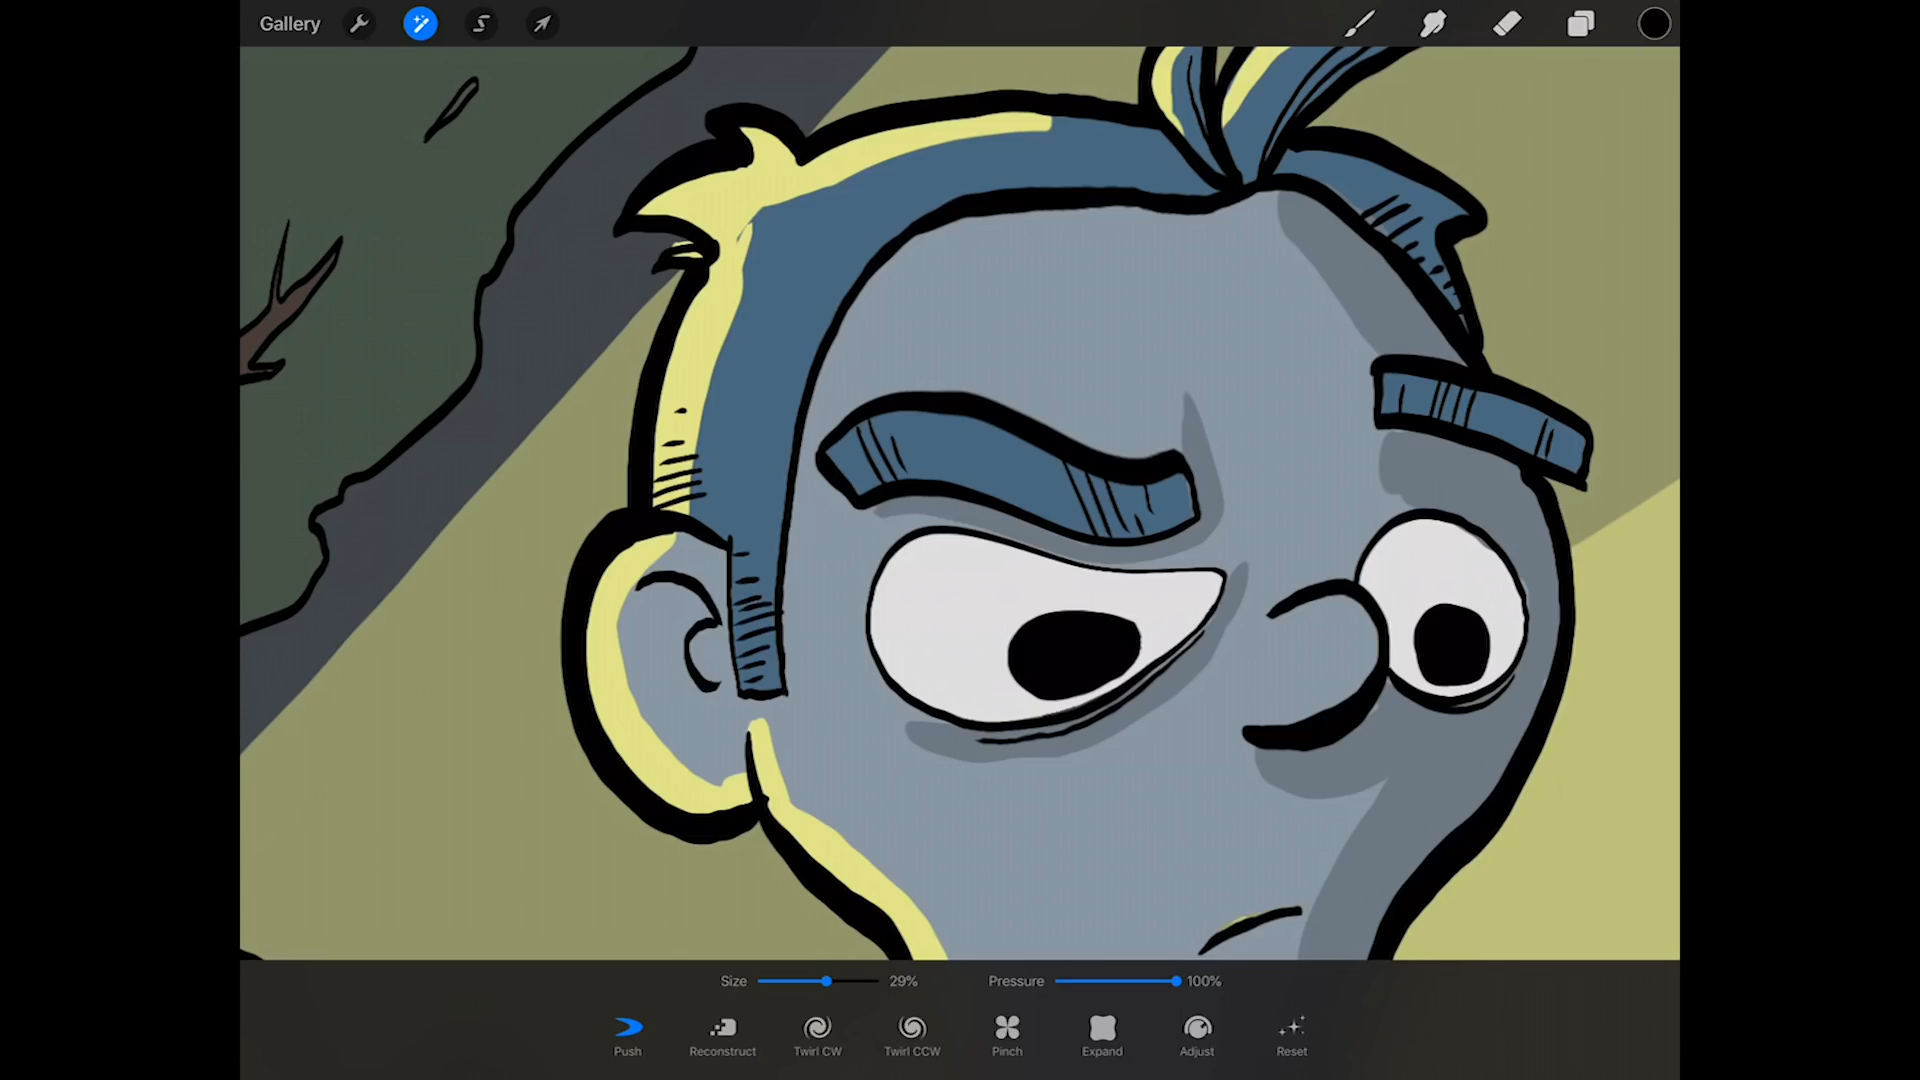 Gallery
Size 29% Pressure 100%
Push Reconstruct Twirl CW Twirl CCW Pinch Expand Adjust Reset